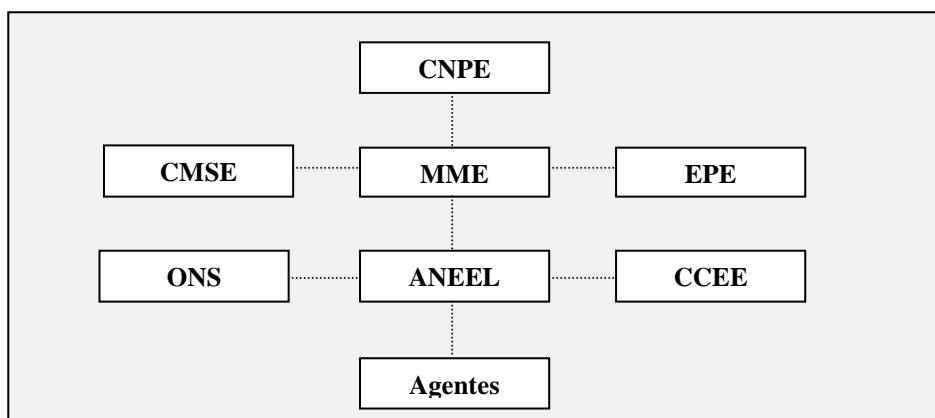 CNPE
CMSE
MME
EPE
ONS
ANEEL
CCEE
Agentes